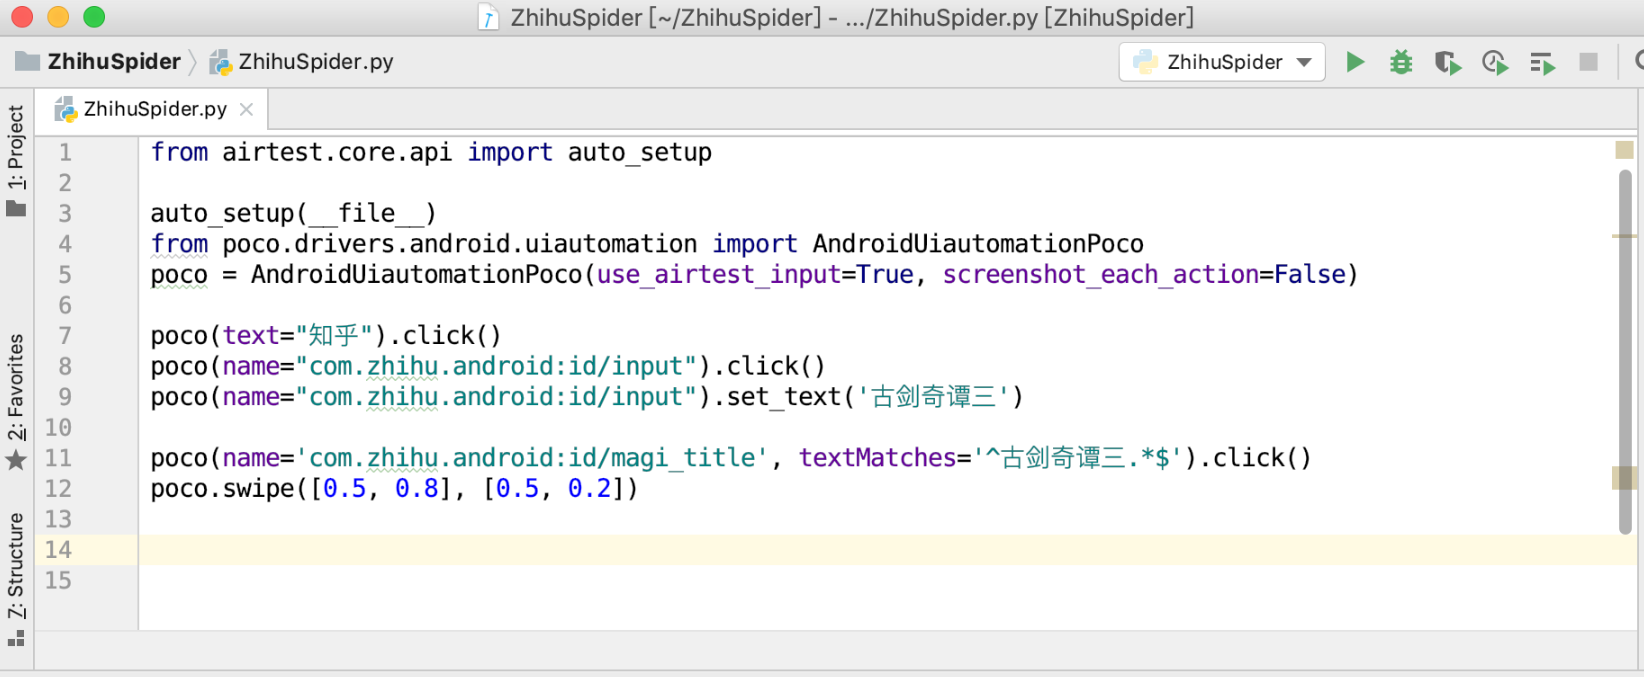 ZhihuSpider [~/ZhihuSpider] - .../ZhihuSpider.py [ZhihuSpider]
ZhihuSpider ZhihuSpider.py ZhihuSpider
ZhihuSpider.py
1: Project
2: Favorites
7: Structure
1 from airtest.core.api import auto_setup
2
3 auto_setup(__file__)
4 from poco.drivers.android.uiautomation import AndroidUiautomationPoco
5 poco = AndroidUiautomationPoco(use_airtest_input=True, screenshot_each_action=False)
6
7 poco(text="知乎").click()
8 poco(name="com.zhihu.android:id/input").click()
9 poco(name="com.zhihu.android:id/input").set_text('古剑奇谭三')
10
11 poco(name='com.zhihu.android:id/magi_title', textMatches='^古剑奇谭三.*$').click()
12 poco.swipe([0.5, 0.8], [0.5, 0.2])
13
14
15